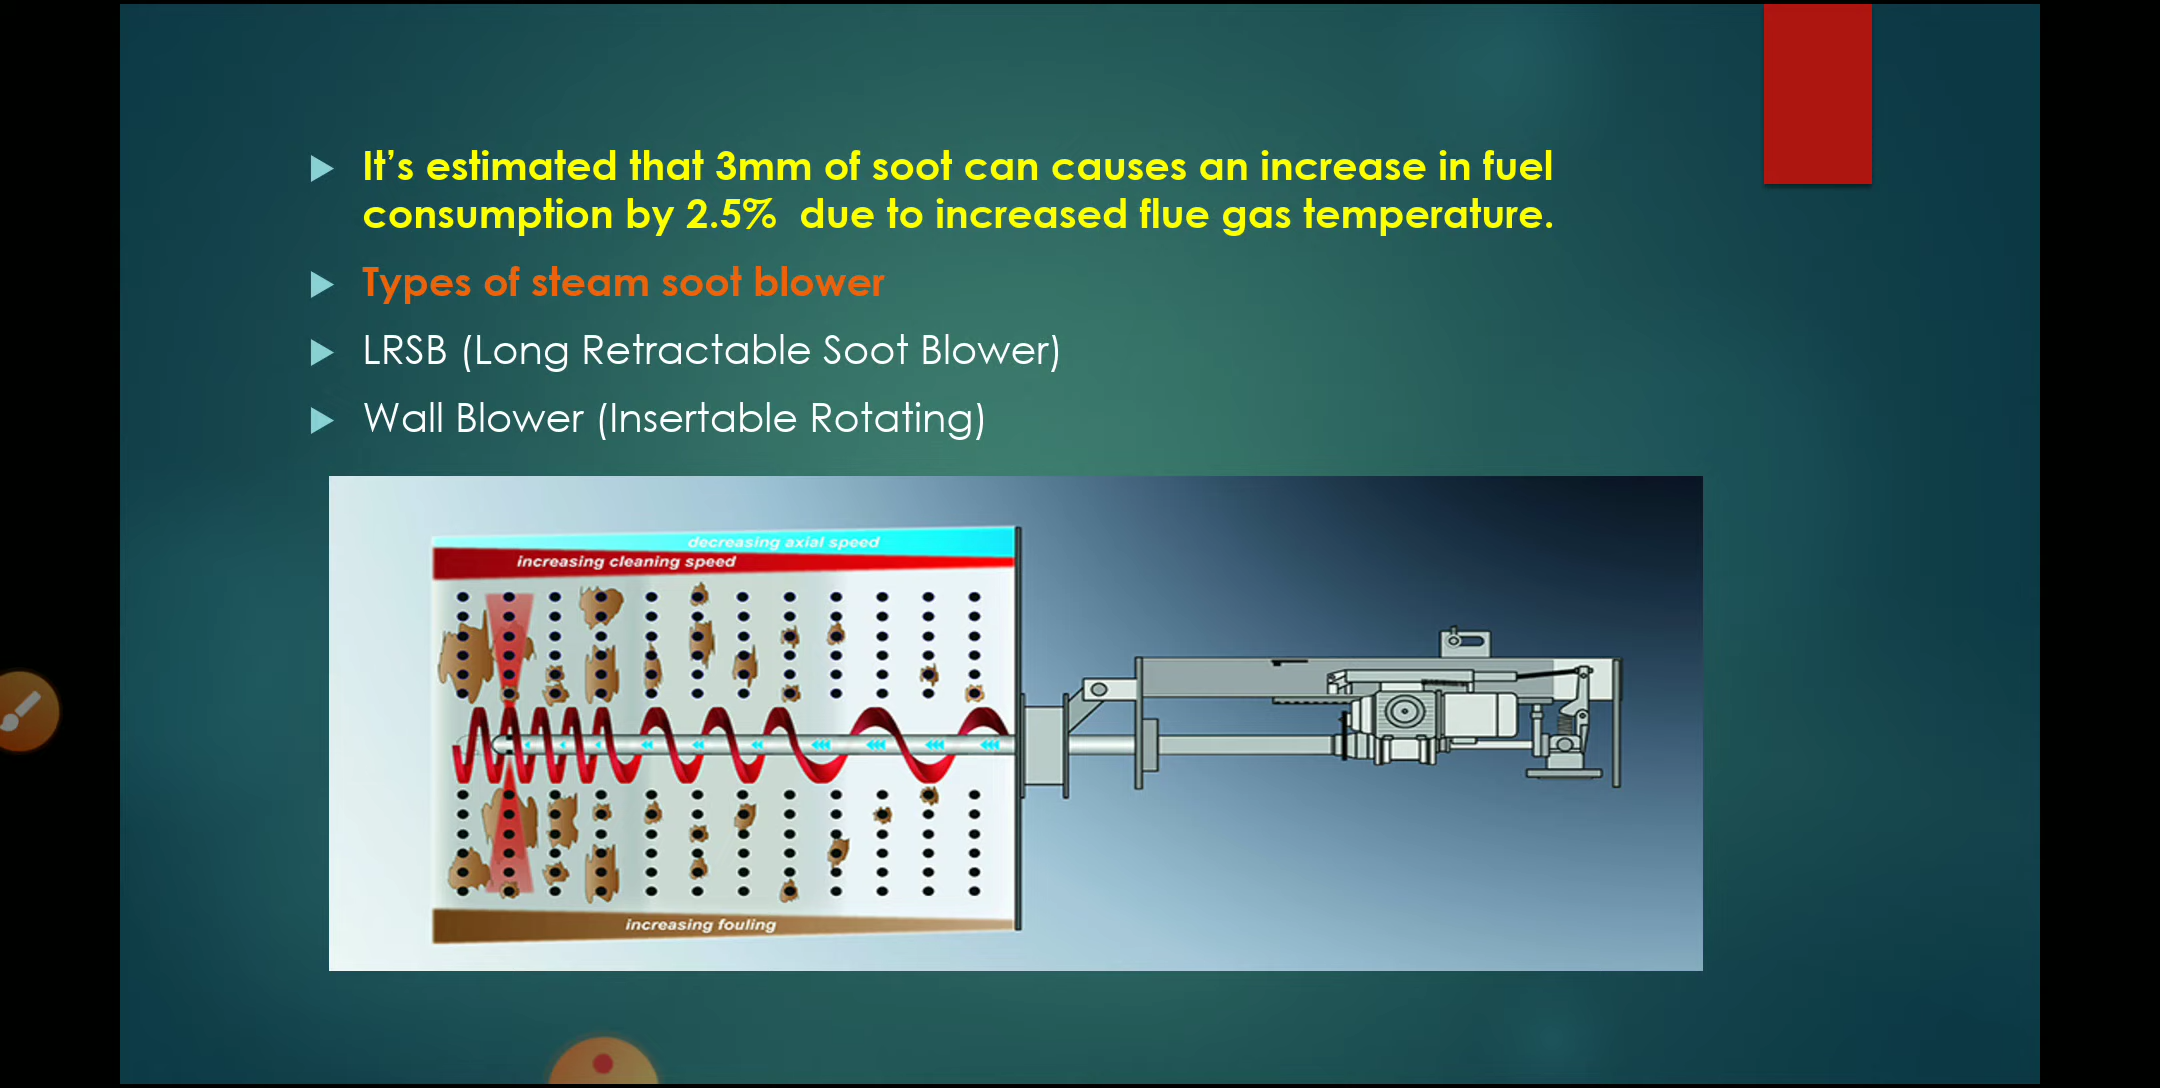 It's estimated that 3mm of soot can causes an increase in fuel
consumption by 2.5% due to increased flue gas temperature.
Types of steam soot blower
LRSB (Long Retractable Soot Blower)
Wall Blower (Insertable Rotating)
decreasing axial speed
increasing cleaning speed
increasing fouling